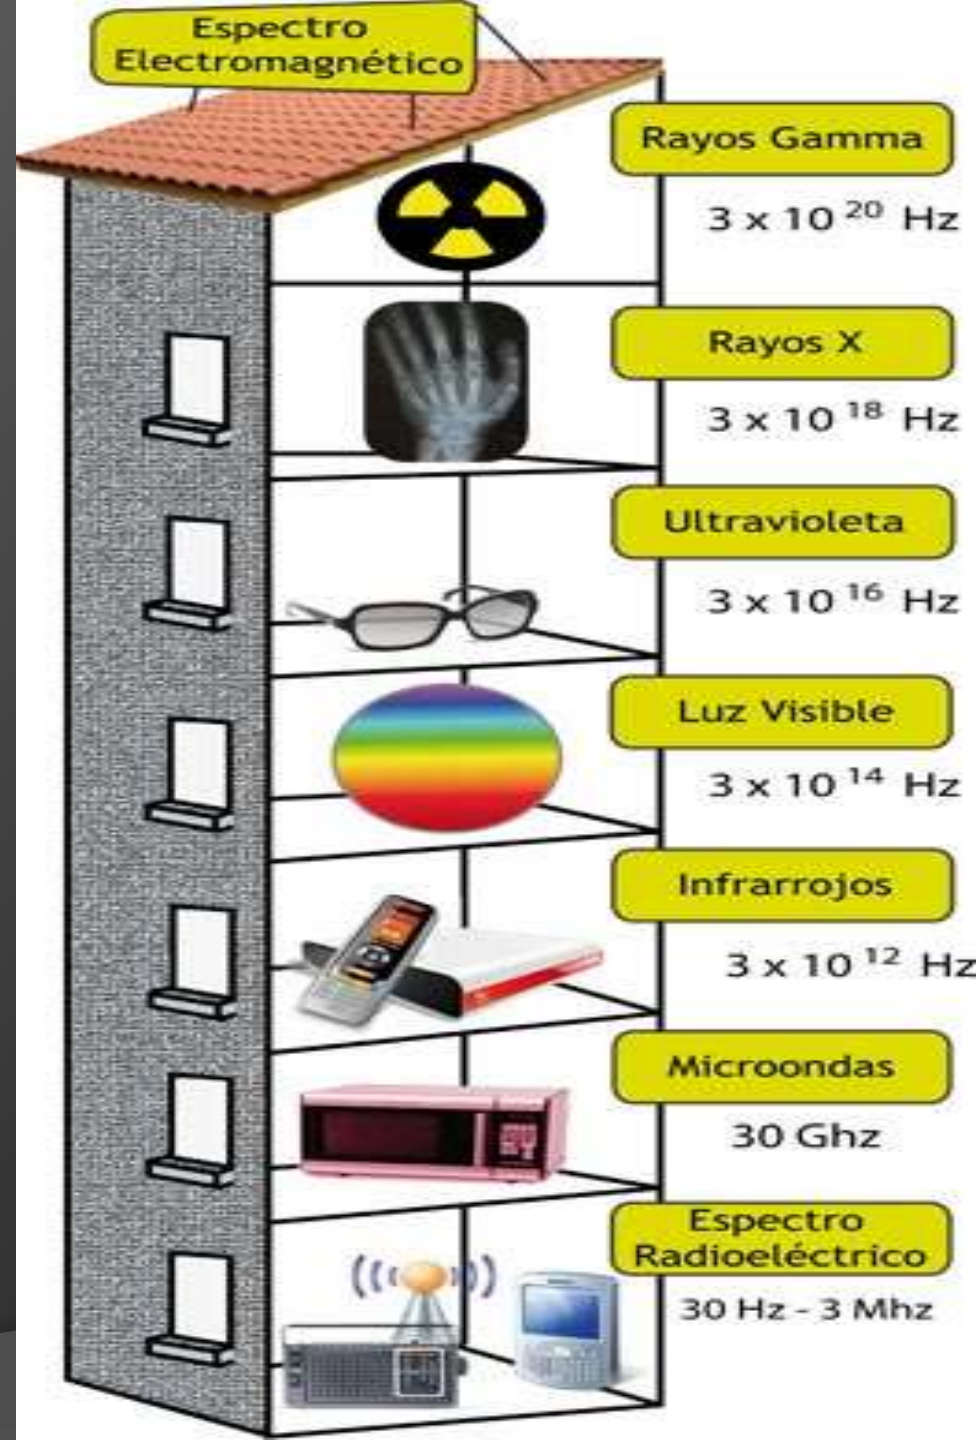 Espectro
Electromagnético
Rayos Gamma
3 x 10 20 Hz
Rayos X
3 x 10 18 Hz
Ultravioleta
3 x 10 16 Hz
Luz Visible
3 x 10 14 Hz
Infrarrojos
3 x 10 12 Hz
Microondas
30 Ghz
Espectro
Radioeléctrico
30 Hz - 3 Mhz